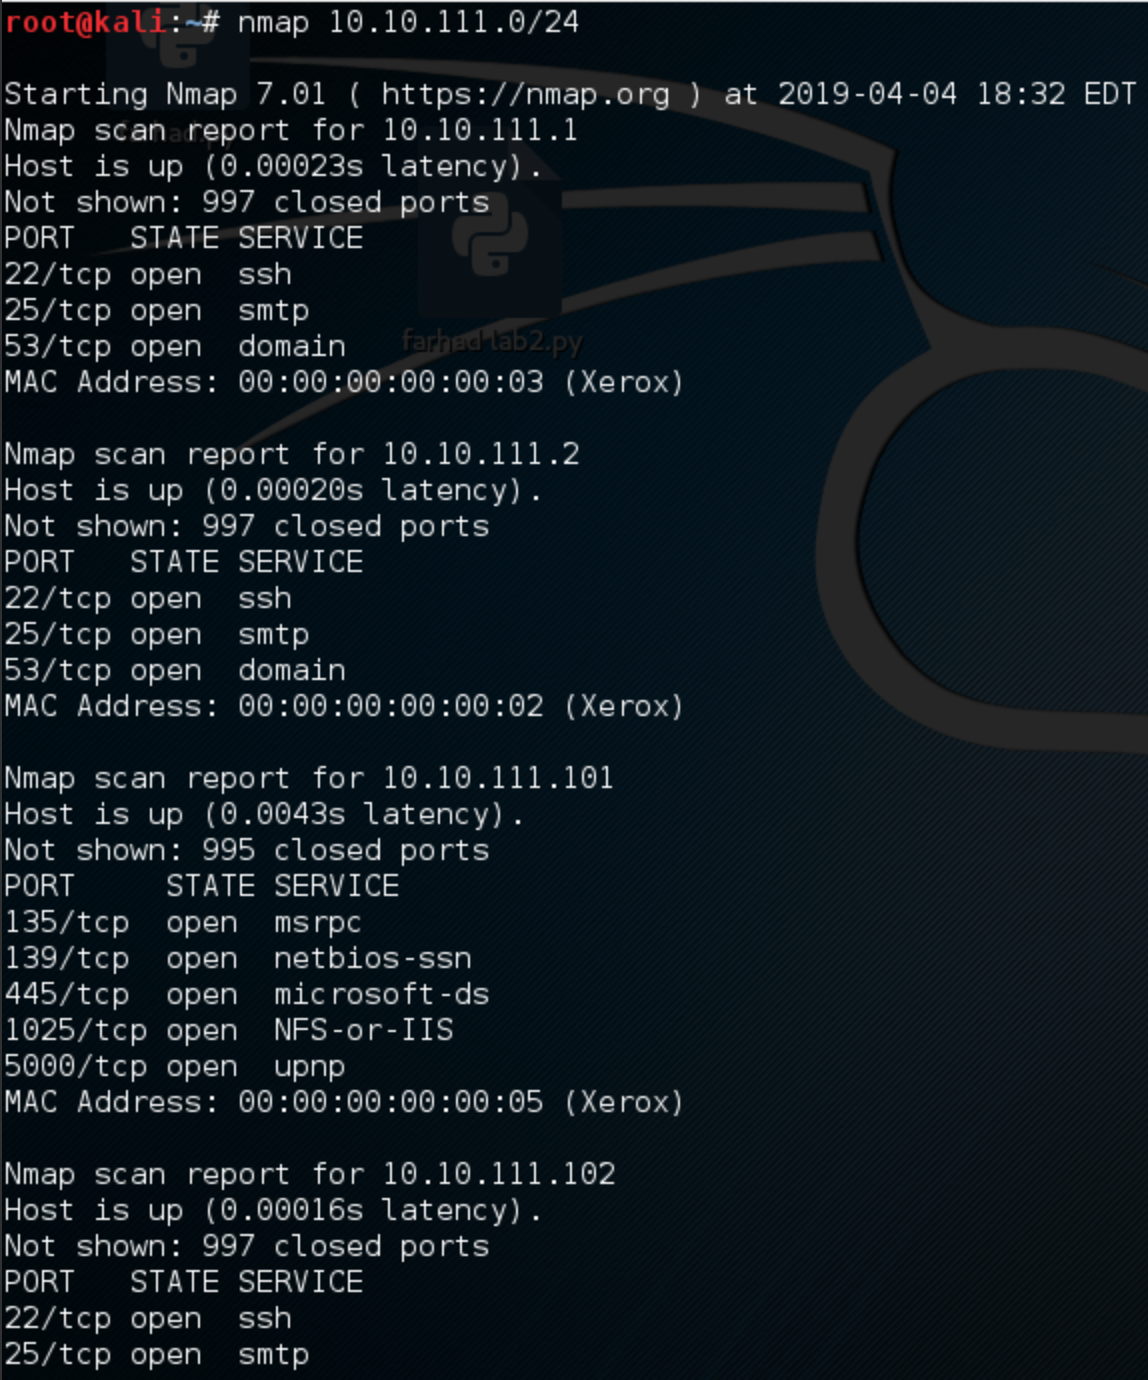 root@kali:~# nmap 10.10.111.0/24
Starting Nmap 7.01 ( https://nmap.org ) at 2019-04-04 18:32 EDT
Nmap scan report for 10.10.111.1
Host is up (0.00023s latency).
Not shown: 997 closed ports
PORT   STATE SERVICE
22/tcp open  ssh
25/tcp open  smtp
53/tcp open  domain
farhad lab2.py
MAC Address: 00:00:00:00:00:03 (Xerox)
Nmap scan report for 10.10.111.2
Host is up (0.00020s latency).
Not shown: 997 closed ports
PORT   STATE SERVICE
22/tcp open  ssh
25/tcp open  smtp
53/tcp open  domain
MAC Address: 00:00:00:00:00:02 (Xerox)
Nmap scan report for 10.10.111.101
Host is up (0.0043s latency).
Not shown: 995 closed ports
PORT     STATE SERVICE
135/tcp  open  msrpc
139/tcp  open  netbios-ssn
445/tcp  open  microsoft-ds
1025/tcp open  NFS-or-IIS
5000/tcp open  upnp
MAC Address: 00:00:00:00:00:05 (Xerox)
Nmap scan report for 10.10.111.102
Host is up (0.00016s latency).
Not shown: 997 closed ports
PORT   STATE SERVICE
22/tcp open  ssh
25/tcp open  smtp